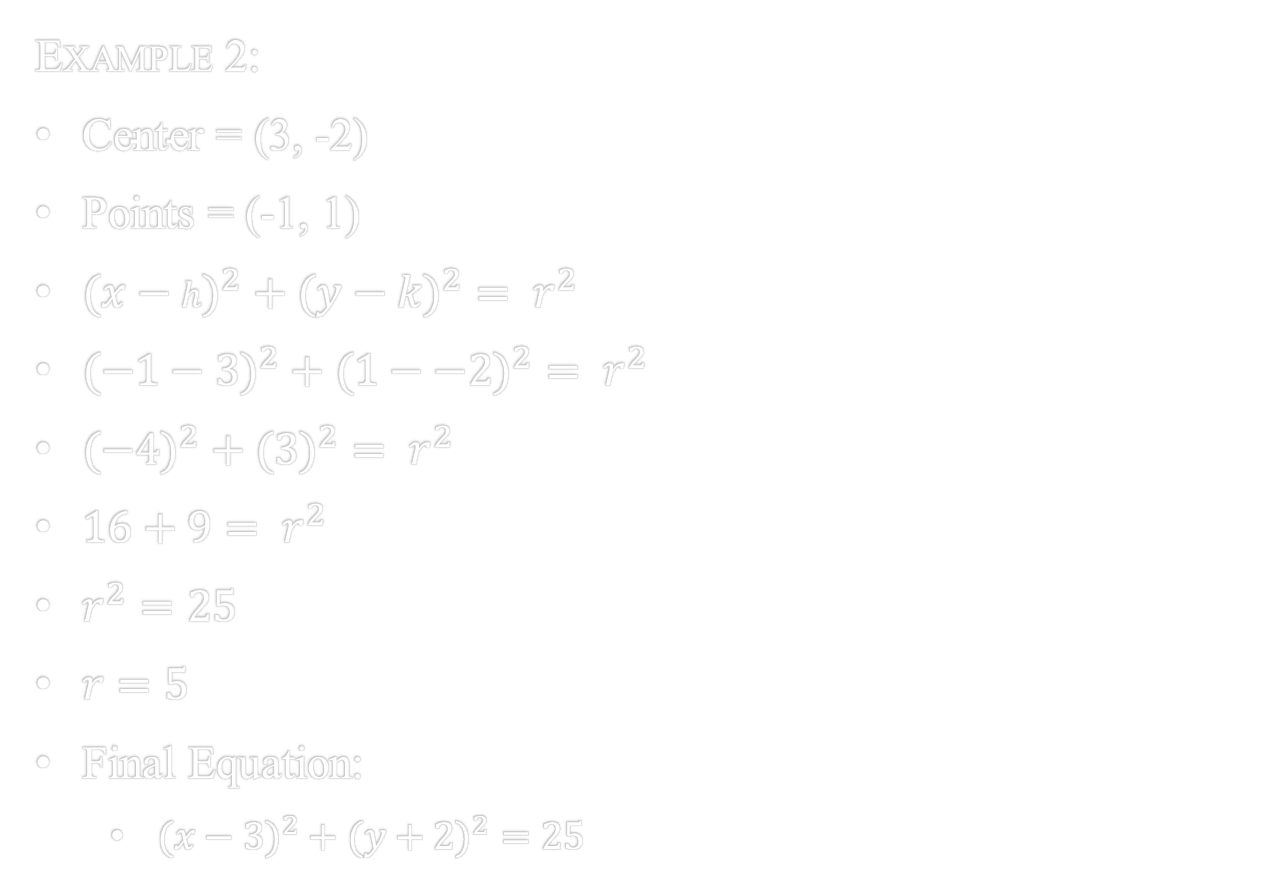 EXAMPLE 2:
• Center = (3, -2)
• Points = (-1, 1)
• (x − h)² + (y − k)² = r²
• (−1 − 3)² + (1 − −2)² = r²
• (−4)² + (3)² = r²
• 16 + 9 = r²
• r² = 25
• r = 5
• Final Equation:
• (x − 3)² + (y + 2)² = 25